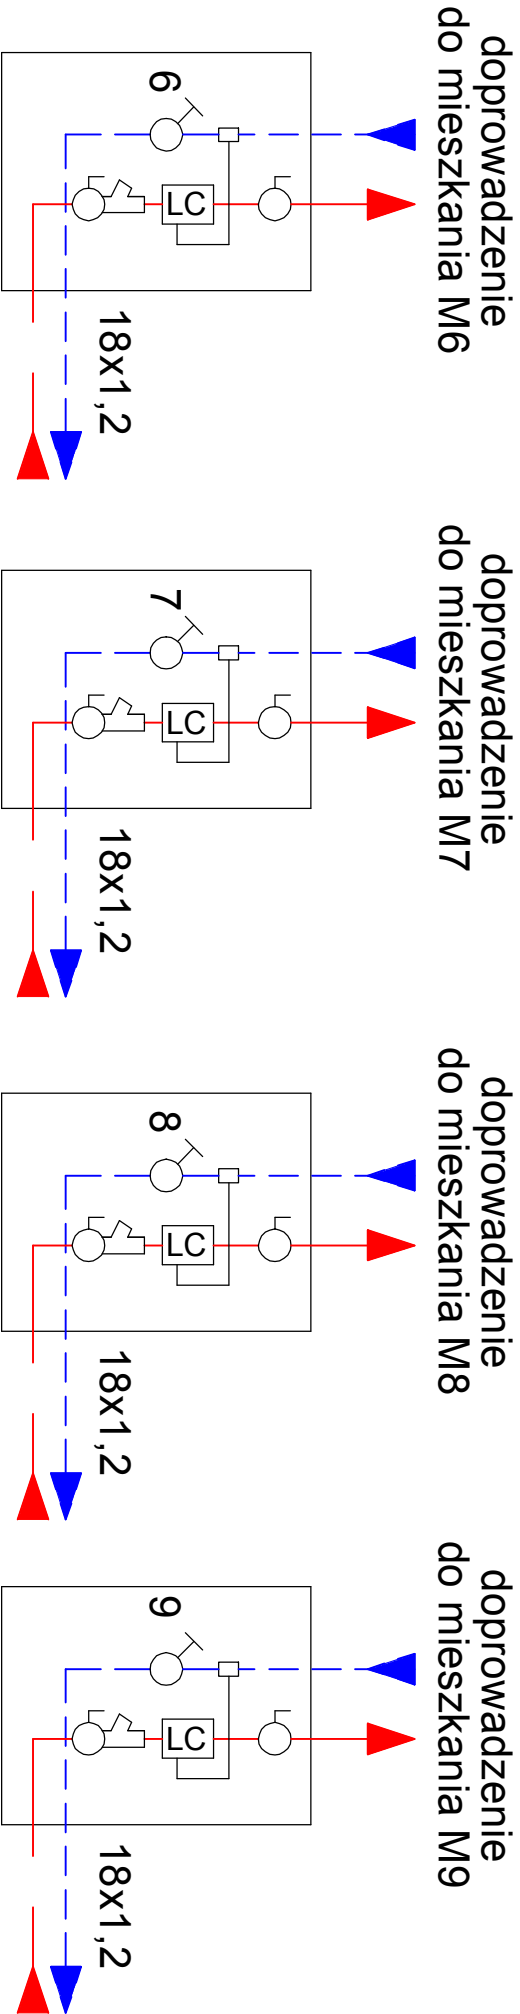 doprowadzenie
do mieszkania M6
6
LC
18x1,2
doprowadzenie
do mieszkania M7
7
LC
18x1,2
doprowadzenie
do mieszkania M8
8
LC
18x1,2
doprowadzenie
do mieszkania M9
9
LC
18x1,2